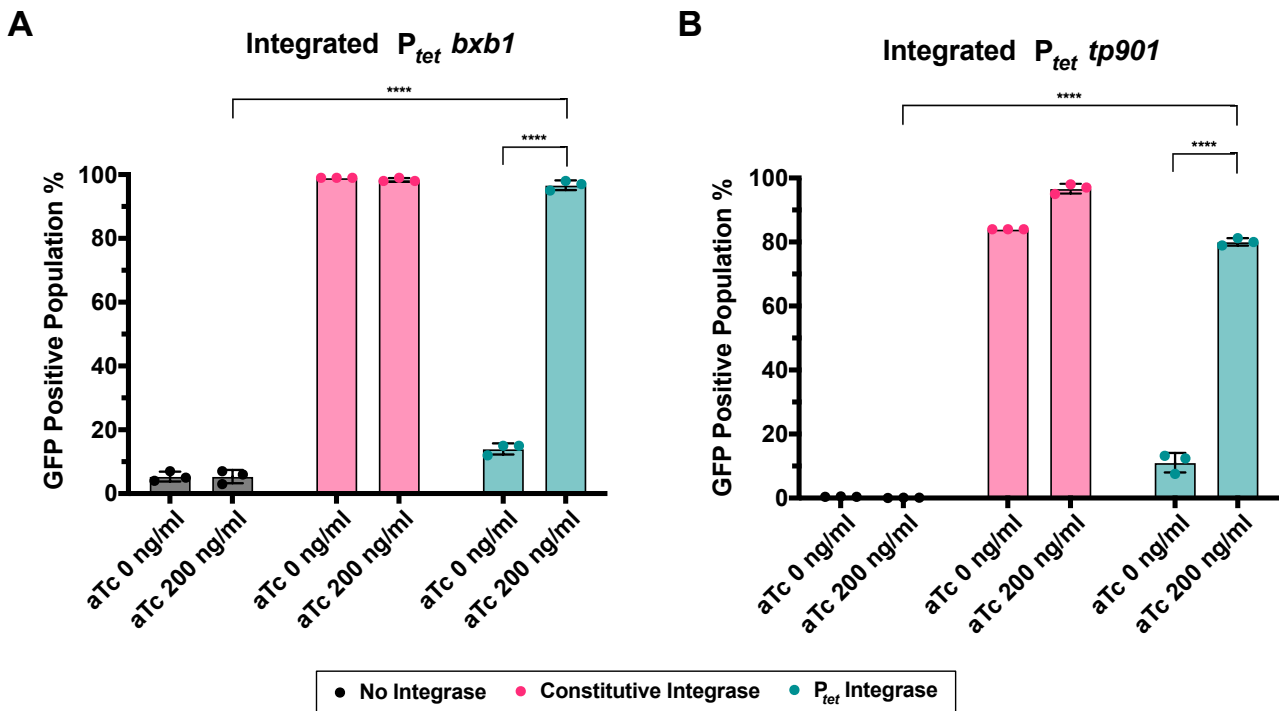 A
Integrated P_tet bxb1
****
****
GFP Positive Population %
100
80
60
40
20
0
aTc 0 ng/ml
aTc 200 ng/ml
aTc 0 ng/ml
aTc 200 ng/ml
aTc 0 ng/ml
aTc 200 ng/ml
B
Integrated P_tet tp901
****
****
GFP Positive Population %
100
80
60
40
20
0
aTc 0 ng/ml
aTc 200 ng/ml
aTc 0 ng/ml
aTc 200 ng/ml
aTc 0 ng/ml
aTc 200 ng/ml
No Integrase Constitutive Integrase P_tet Integrase